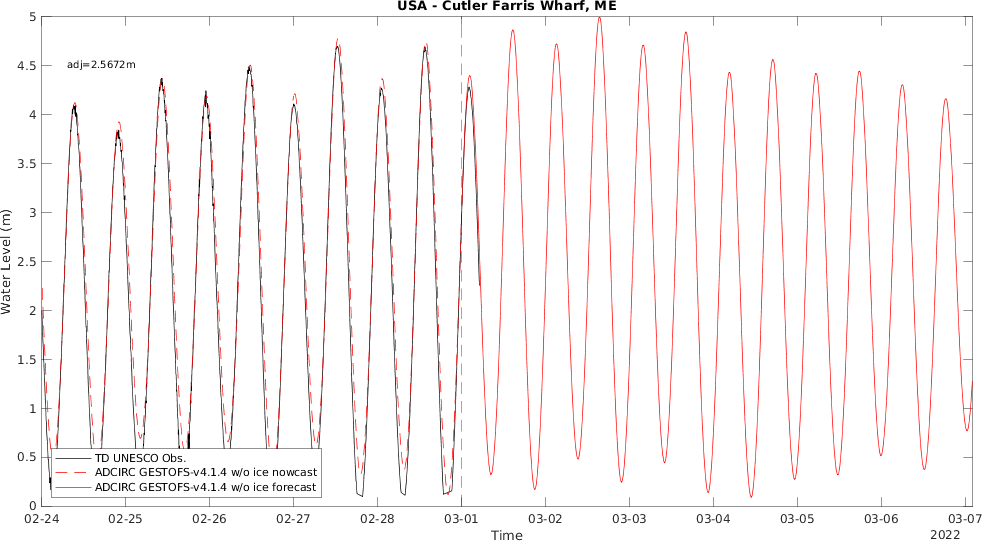 USA - Cutler Farris Wharf, ME
adj=2.5672m
Water Level (m)
5
4.5
4
3.5
3
2.5
2
1.5
1
0.5
0
TD UNESCO Obs.
ADCIRC GESTOFS-v4.1.4 w/o ice nowcast
ADCIRC GESTOFS-v4.1.4 w/o ice forecast
02-24 02-25 02-26 02-27 02-28 03-01 03-02 03-03 03-04 03-05 03-06 03-07
Time
2022